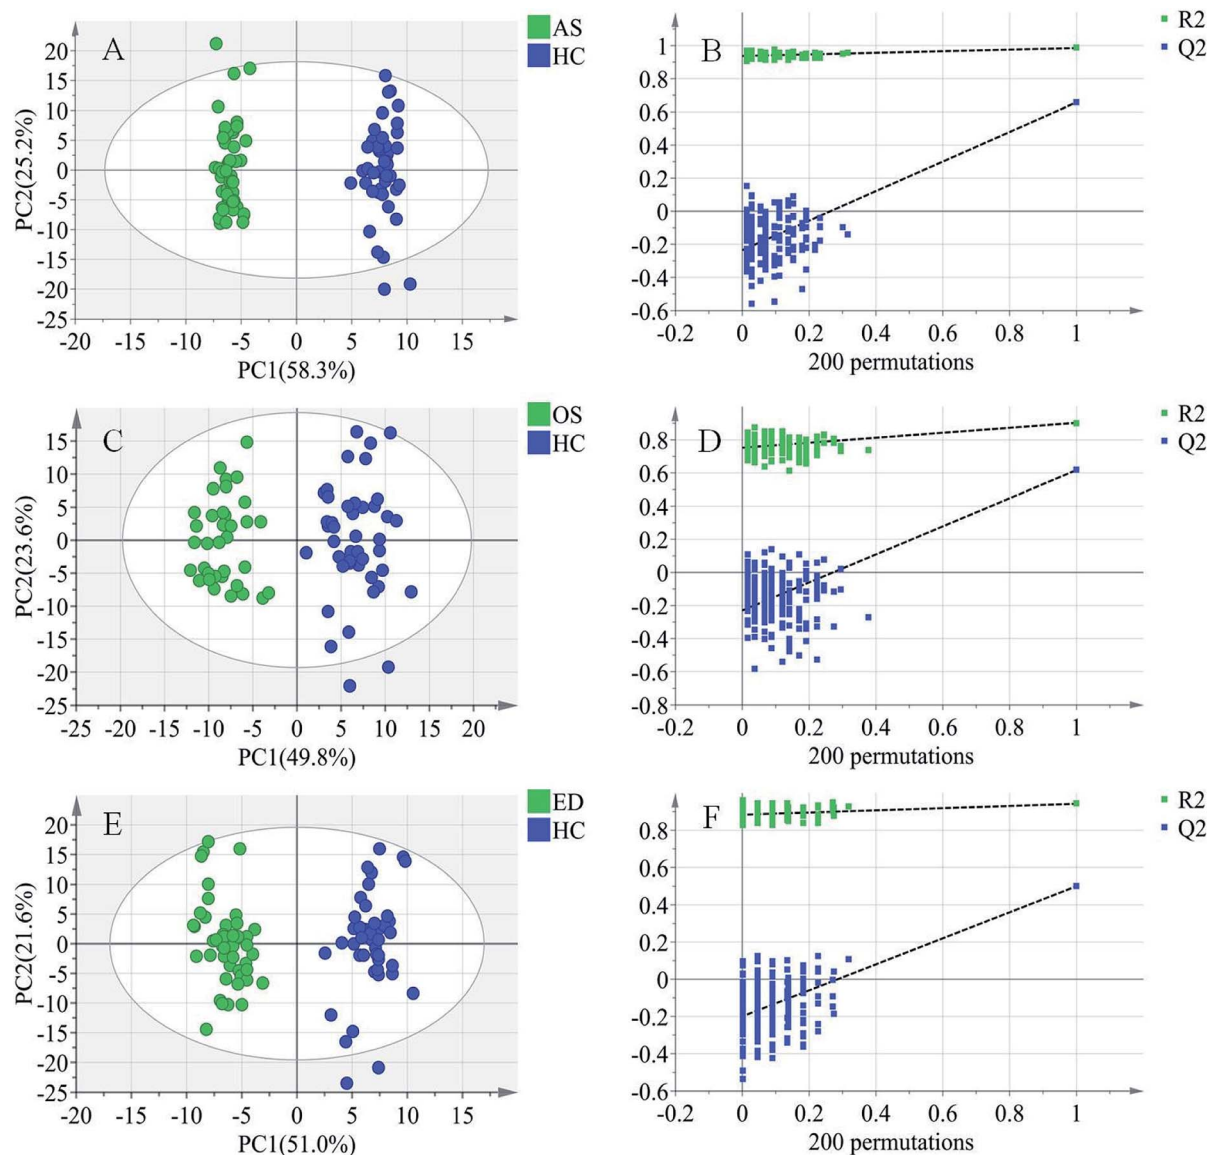 A
AS
HC
20
15
10
5
0
-5
-10
-15
-20
-25
PC2(25.2%)
-20 -15 -10 -5 0 5 10 15
PC1(58.3%)
B
R2
Q2
1
0.8
0.6
0.4
0.2
0
-0.2
-0.4
-0.6
-0.2 0 0.2 0.4 0.6 0.8 1
200 permutations
C
OS
HC
15
10
5
0
-5
-10
-15
-20
-25
PC2(23.6%)
-25 -20 -15 -10 -5 0 5 10 15 20
PC1(49.8%)
D
R2
Q2
0.8
0.6
0.4
0.2
0
-0.2
-0.4
-0.6
-0.8
-0.2 0 0.2 0.4 0.6 0.8 1
200 permutations
E
ED
HC
20
15
10
5
0
-5
-10
-15
-20
-25
PC2(21.6%)
-20 -15 -10 -5 0 5 10 15
PC1(51.0%)
F
R2
Q2
0.8
0.6
0.4
0.2
0
-0.2
-0.4
-0.6
-0.2 0 0.2 0.4 0.6 0.8 1
200 permutations